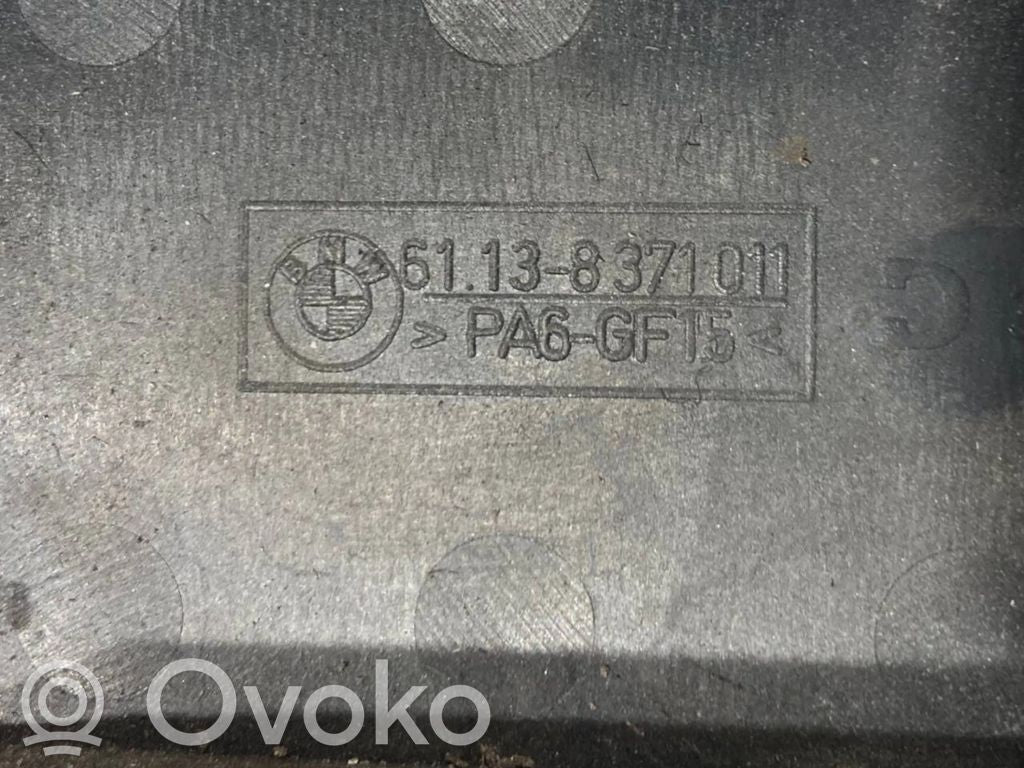 BMW
61.13-8 371 011
> PA6-GF15 <
G
R Ovoko